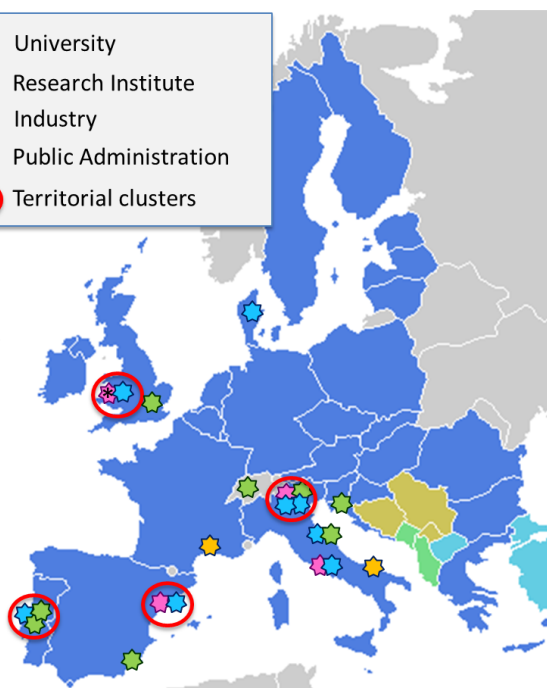 University
Research Institute
Industry
Public Administration
Territorial clusters
*